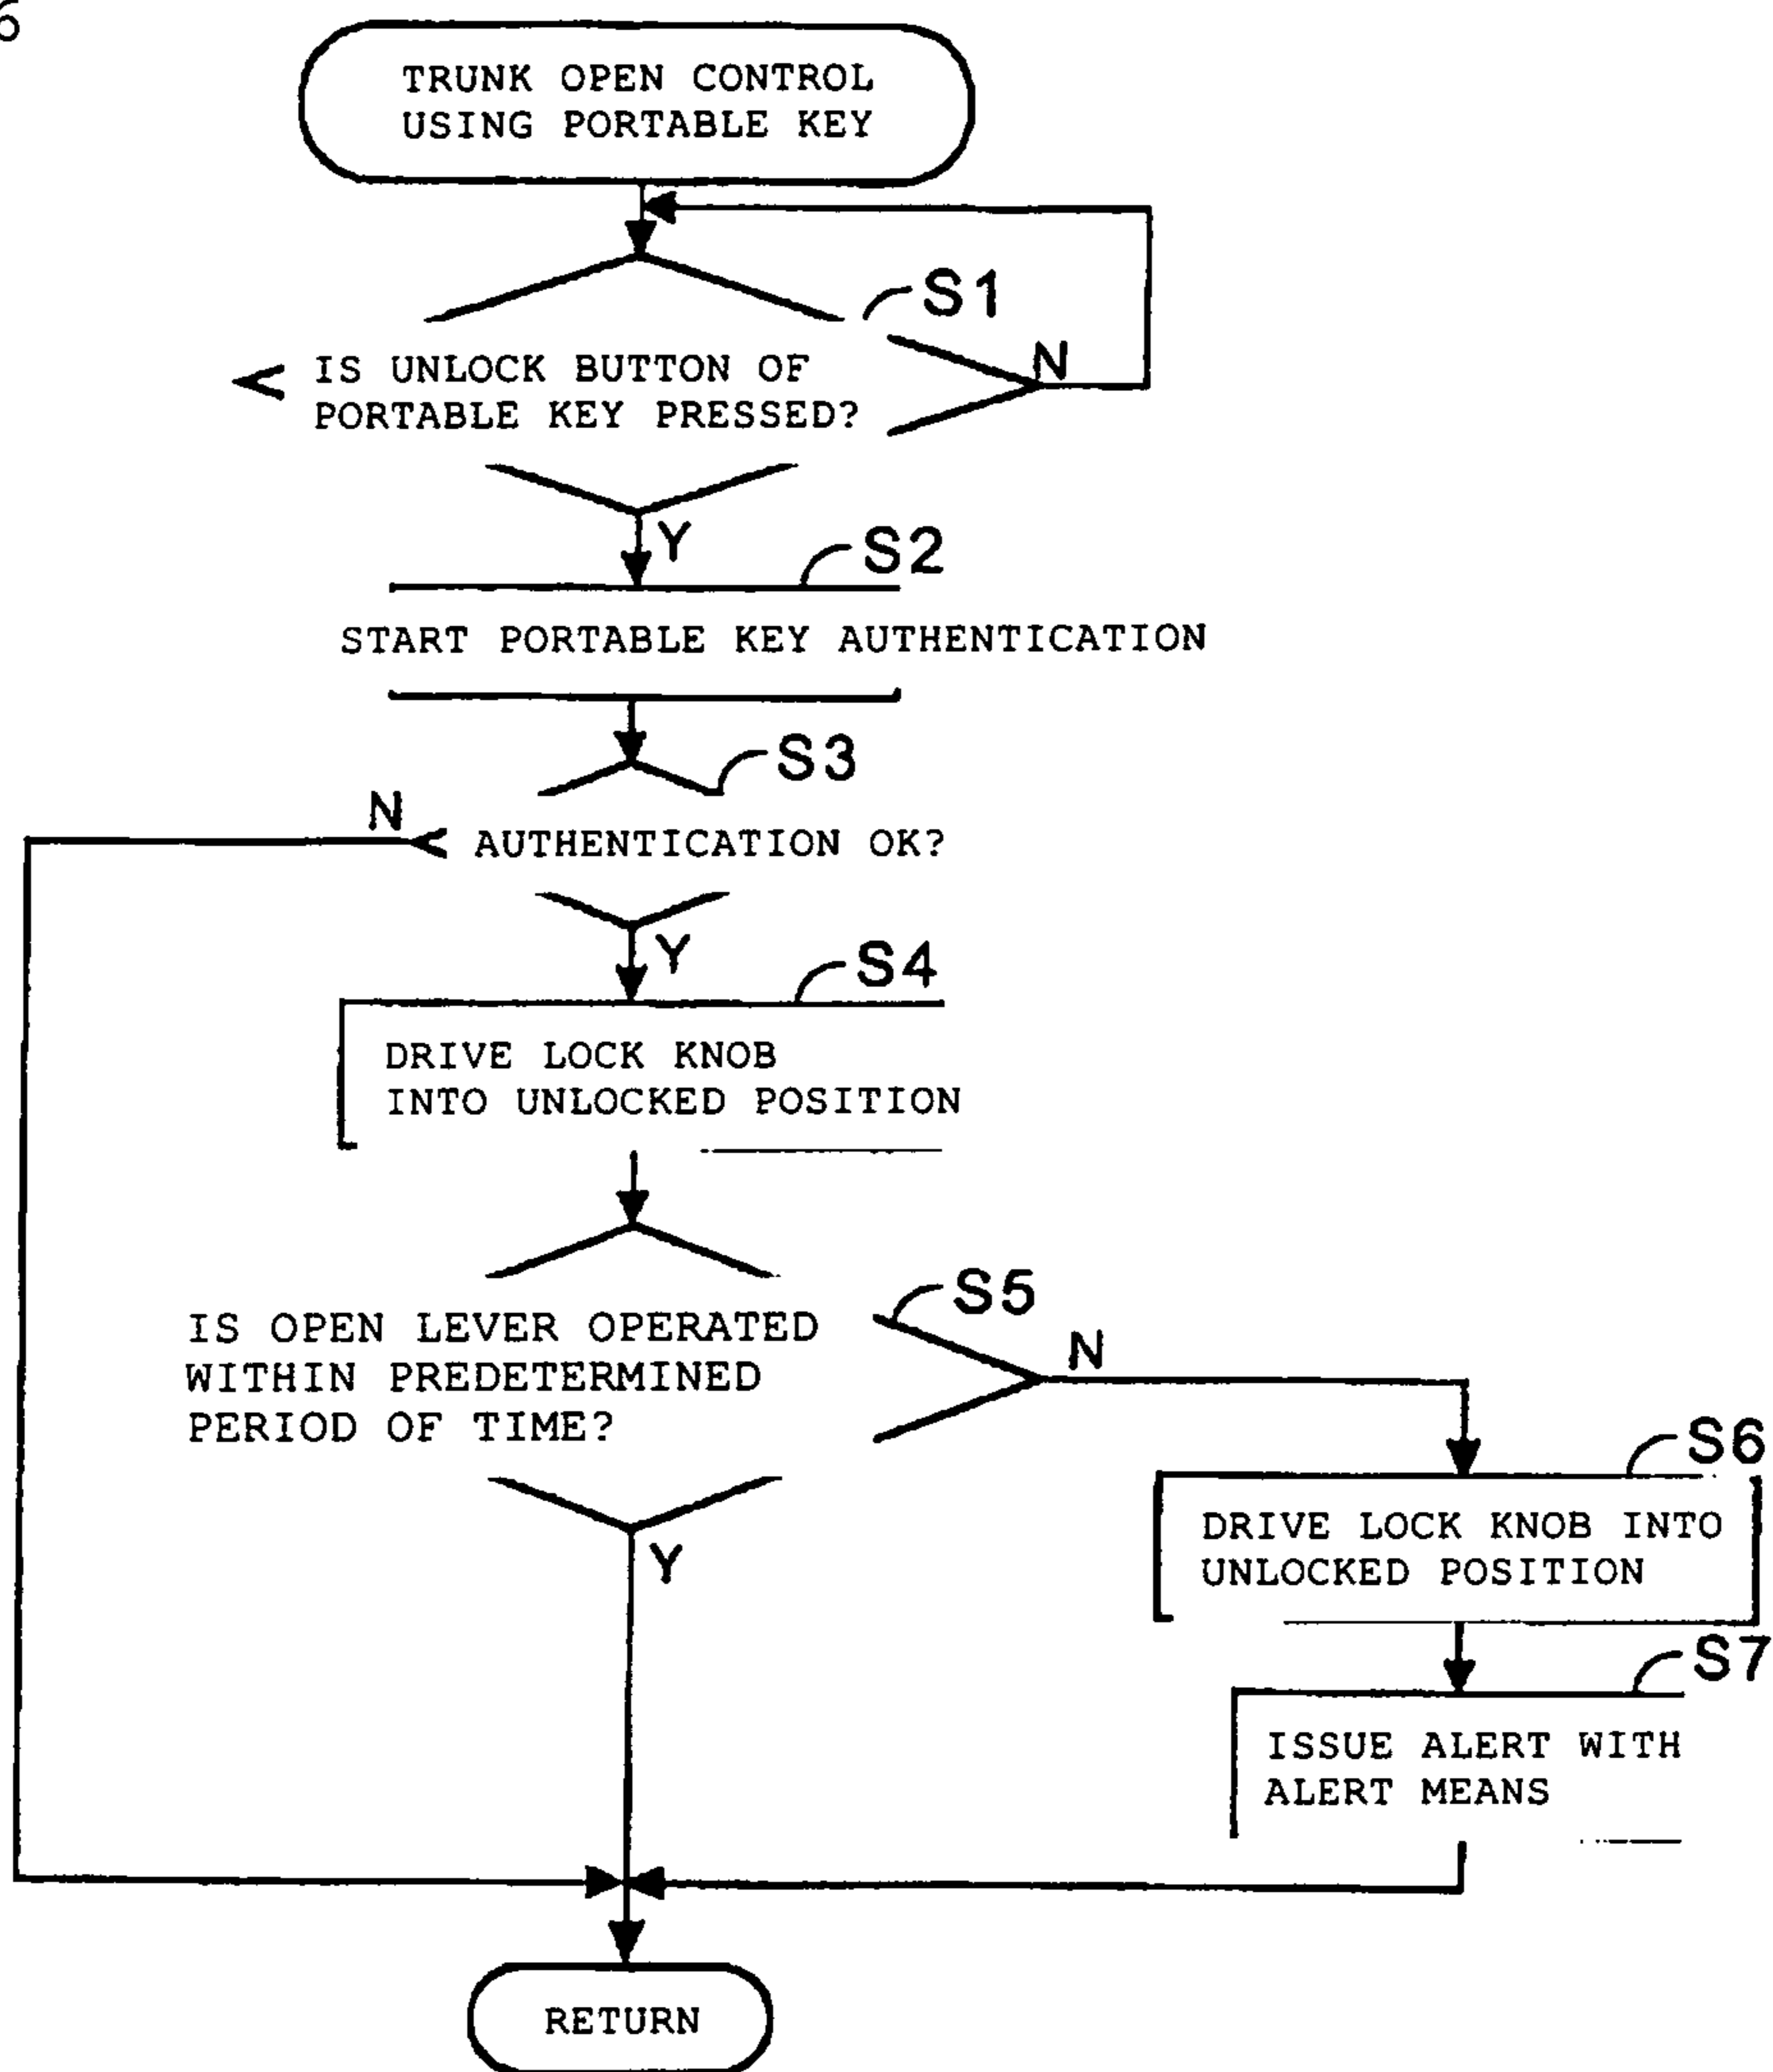 6
TRUNK OPEN CONTROL
USING PORTABLE KEY
S1
IS UNLOCK BUTTON OF
PORTABLE KEY PRESSED?
N
Y
S2
START PORTABLE KEY AUTHENTICATION
S3
N
AUTHENTICATION OK?
Y
S4
DRIVE LOCK KNOB
INTO UNLOCKED POSITION
S5
IS OPEN LEVER OPERATED
WITHIN PREDETERMINED
PERIOD OF TIME?
N
Y
S6
DRIVE LOCK KNOB INTO
UNLOCKED POSITION
S7
ISSUE ALERT WITH
ALERT MEANS
RETURN